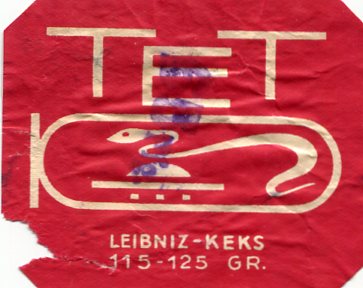 TET
LEIBNIZ-KEKS
115-125 GR.